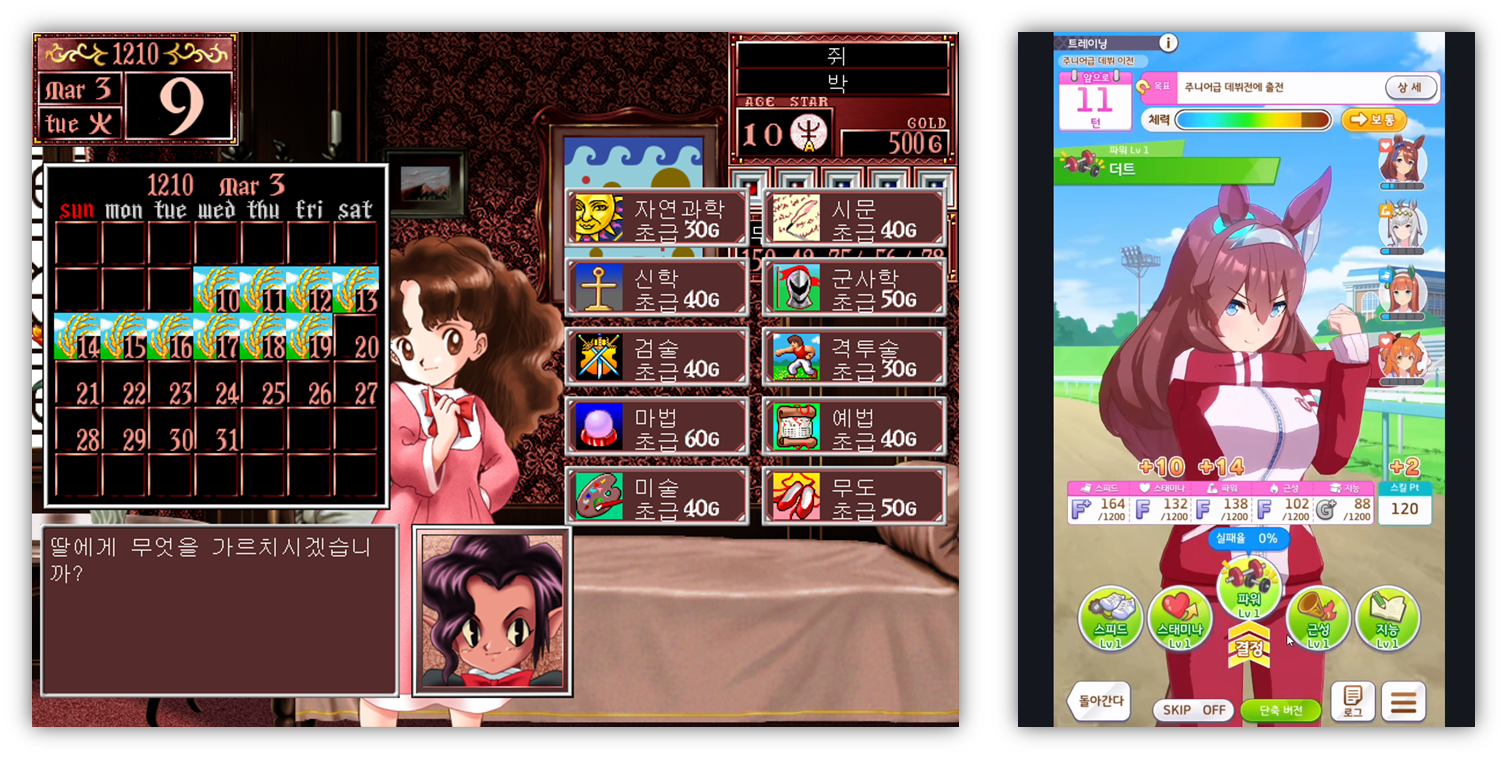 1210
Mar 3
tue 火
9
쥐
박
AGE STAR
10
A
GOLD
500G
1210 Mar 3
sun mon tue wed thu fri sat
10 11 12 13
14 15 16 17 18 19 20
21 22 23 24 25 26 27
28 29 30 31
자연과학
초급 30G
시문
초급 40G
신학
초급 40G
군사학
초급 50G
검술
초급 40G
격투술
초급 30G
마법
초급 60G
예법
초급 40G
미술
초급 40G
무도
초급 50G
딸에게 무엇을 가르치시겠습니
까?
트레이닝
i
주니어급 데뷔 이전
앞으로
11
턴
목표
주니어급 데뷔전에 출전
상세
체력
보통
파워 Lv 1
더트
+10 +14 +2
스피드 스태미나 파워 근성 지능 스킬 Pt
F+ 164 F 132 F 138 F 102 G+ 88 120
/1200 /1200 /1200 /1200 /1200
실패율 0%
스피드
Lv 1
스태미나
Lv 1
파워
Lv 1
근성
Lv 1
지능
Lv 1
결정
돌아간다
SKIP OFF
단축 버전
로그